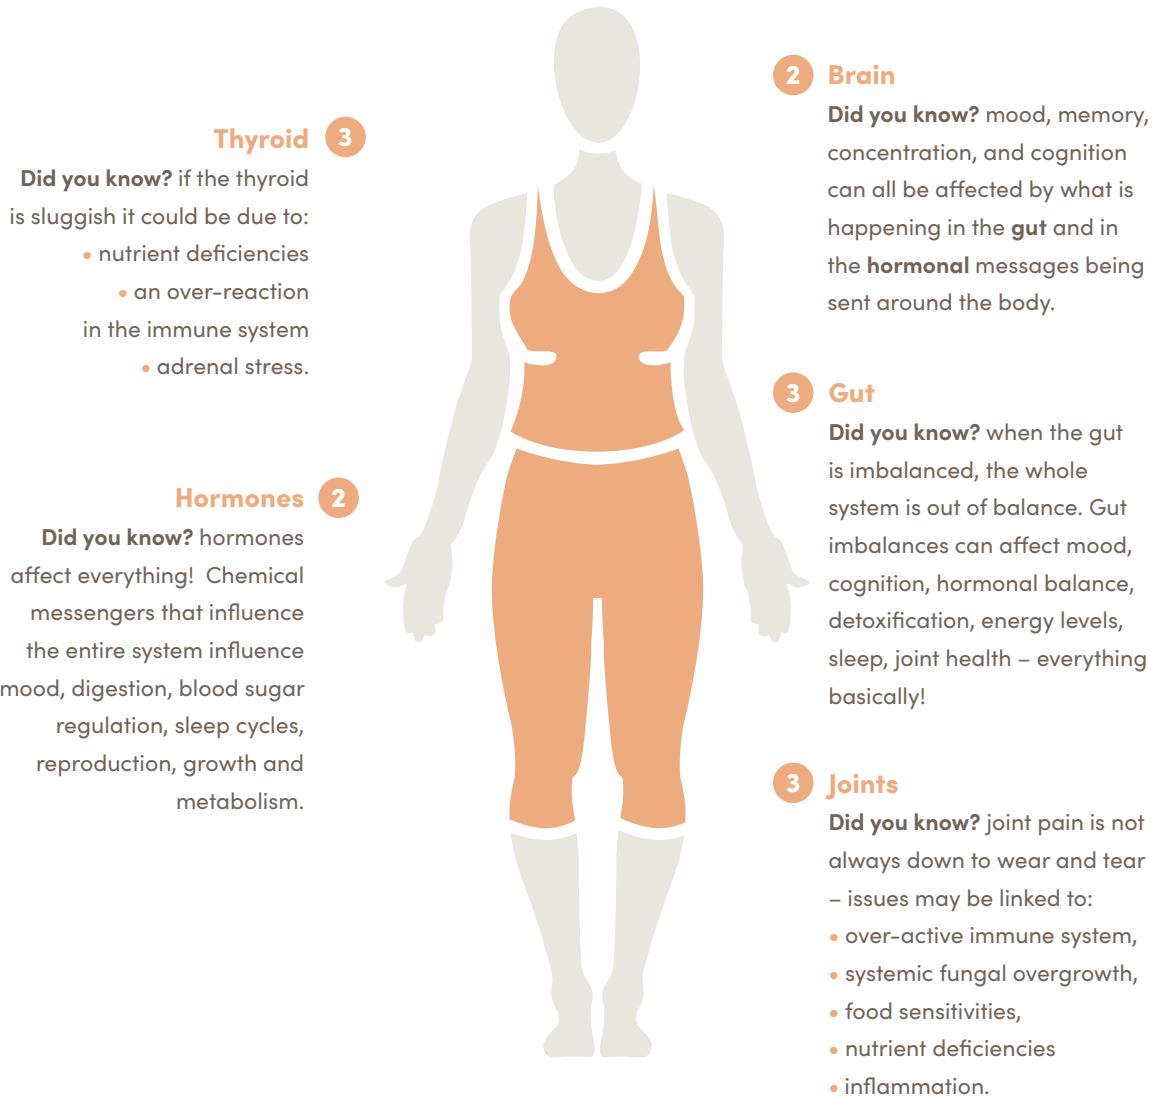 Thyroid 3
Did you know? if the thyroid
is sluggish it could be due to:
• nutrient deficiencies
• an over-reaction
in the immune system
• adrenal stress.
Hormones 2
Did you know? hormones
affect everything! Chemical
messengers that influence
the entire system influence
mood, digestion, blood sugar
regulation, sleep cycles,
reproduction, growth and
metabolism.
2 Brain
Did you know? mood, memory,
concentration, and cognition
can all be affected by what is
happening in the gut and in
the hormonal messages being
sent around the body.
3 Gut
Did you know? when the gut
is imbalanced, the whole
system is out of balance. Gut
imbalances can affect mood,
cognition, hormonal balance,
detoxification, energy levels,
sleep, joint health – everything
basically!
3 Joints
Did you know? joint pain is not
always down to wear and tear
– issues may be linked to:
• over-active immune system,
• systemic fungal overgrowth,
• food sensitivities,
• nutrient deficiencies
• inflammation.